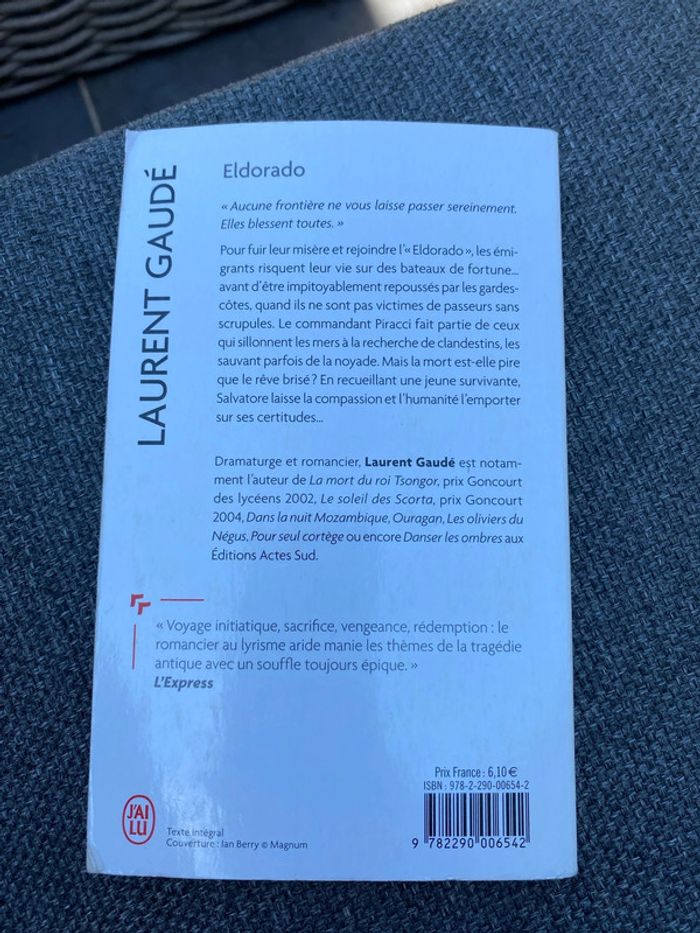 LAURENT GAUDÉ
Eldorado
« Aucune frontière ne vous laisse passer sereinement.
Elles blessent toutes. »
Pour fuir leur misère et rejoindre l'« Eldorado », les émi-
grants risquent leur vie sur des bateaux de fortune...
avant d'être impitoyablement repoussés par les gardes-
côtes, quand ils ne sont pas victimes de passeurs sans
scrupules. Le commandant Piracci fait partie de ceux
qui sillonnent les mers à la recherche de clandestins, les
sauvant parfois de la noyade. Mais la mort est-elle pire
que le rêve brisé ? En recueillant une jeune survivante,
Salvatore laisse la compassion et l'humanité l'emporter
sur ses certitudes...
Dramaturge et romancier, Laurent Gaudé est notam-
ment l'auteur de La mort du roi Tsongor, prix Goncourt
des lycéens 2002, Le soleil des Scorta, prix Goncourt
2004, Dans la nuit Mozambique, Ouragan, Les oliviers du
Négus, Pour seul cortège ou encore Danser les ombres aux
Éditions Actes Sud.
« Voyage initiatique, sacrifice, vengeance, rédemption : le
romancier au lyrisme aride manie les thèmes de la tragédie
antique avec un souffle toujours épique. »
L'Express
Prix France : 6,10 €
ISBN : 978-2-290-00654-2
9 782290 006542
J'AI
LU
Texte intégral
Couverture : Ian Berry © Magnum